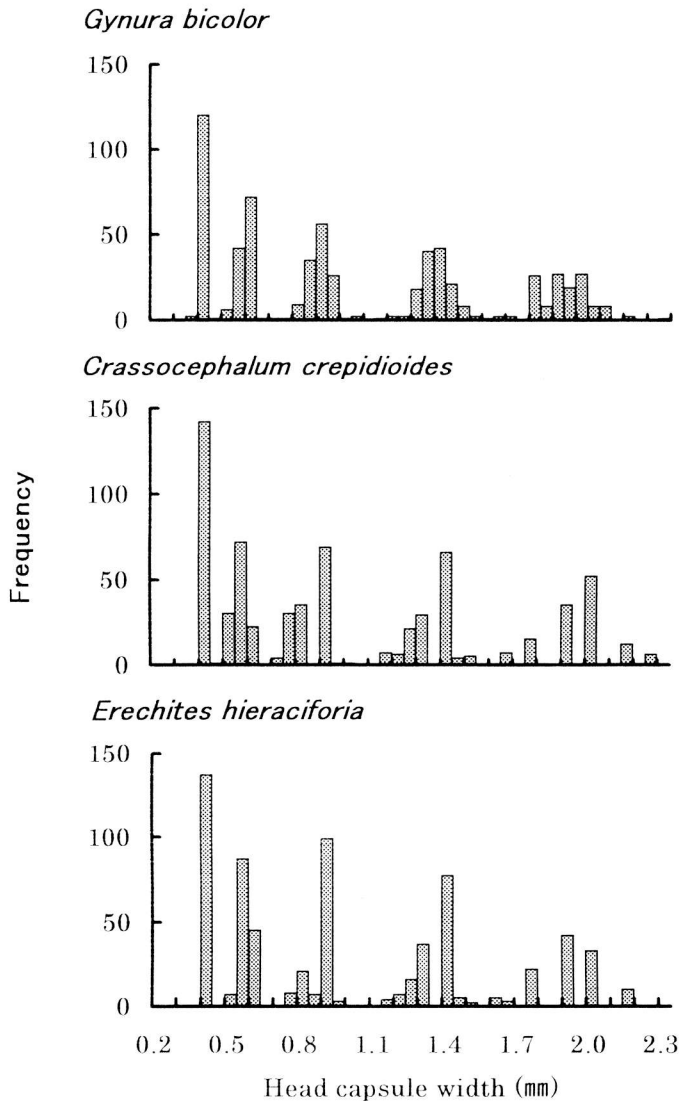 Gynura bicolor
150
100
50
0
Crassocephalum crepidioides
150
100
50
0
Frequency
Erechites hieraciforia
150
100
50
0
0.2 0.5 0.8 1.1 1.4 1.7 2.0 2.3
Head capsule width (mm)